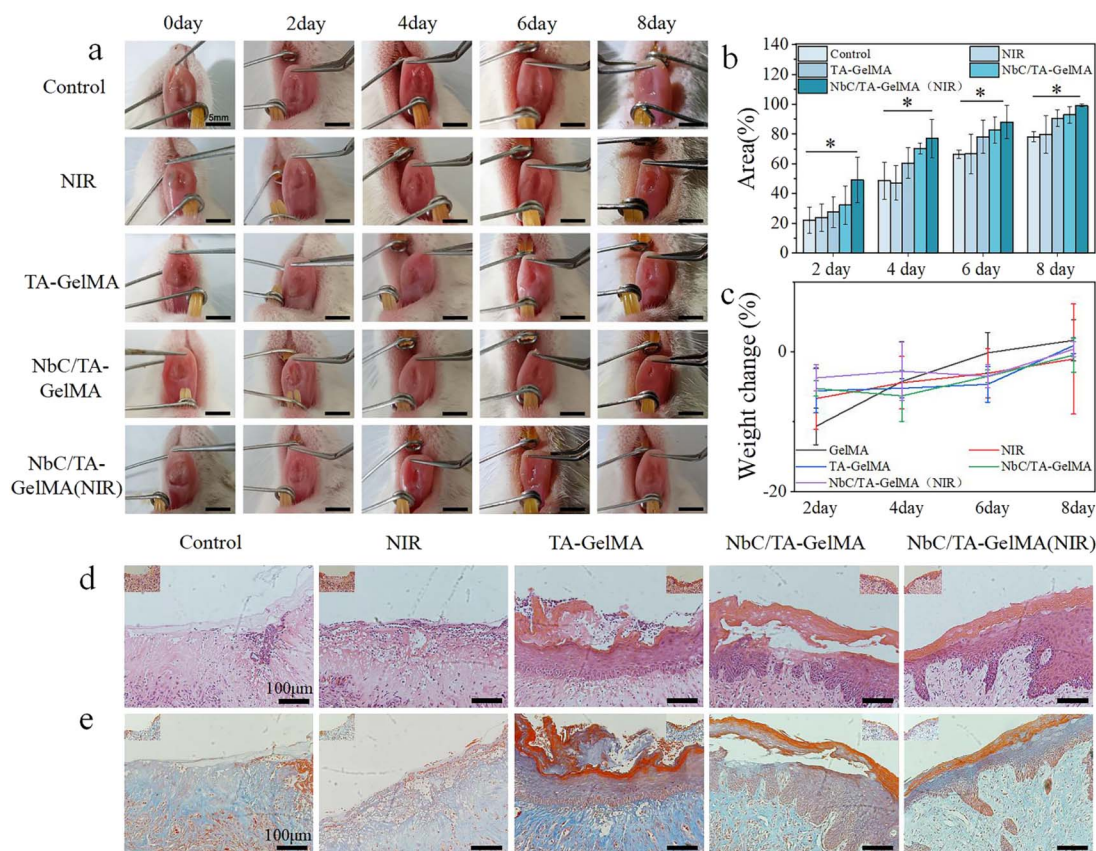 0day 2day 4day 6day 8day
a
Control
5mm
NIR
TA-GelMA
NbC/TA-
GelMA
NbC/TA-
GelMA(NIR)
b
140
120
100
80
60
40
20
0
Area(%)
Control NIR
TA-GelMA NbC/TA-GelMA
NbC/TA-GelMA（NIR）
* * * *
2 day 4 day 6 day 8 day
c
Weight change (%)
0
-20
GelMA NIR
TA-GelMA NbC/TA-GelMA
NbC/TA-GelMA（NIR）
2day 4day 6day 8day
Control NIR TA-GelMA NbC/TA-GelMA NbC/TA-GelMA(NIR)
d
100μm
e
100μm